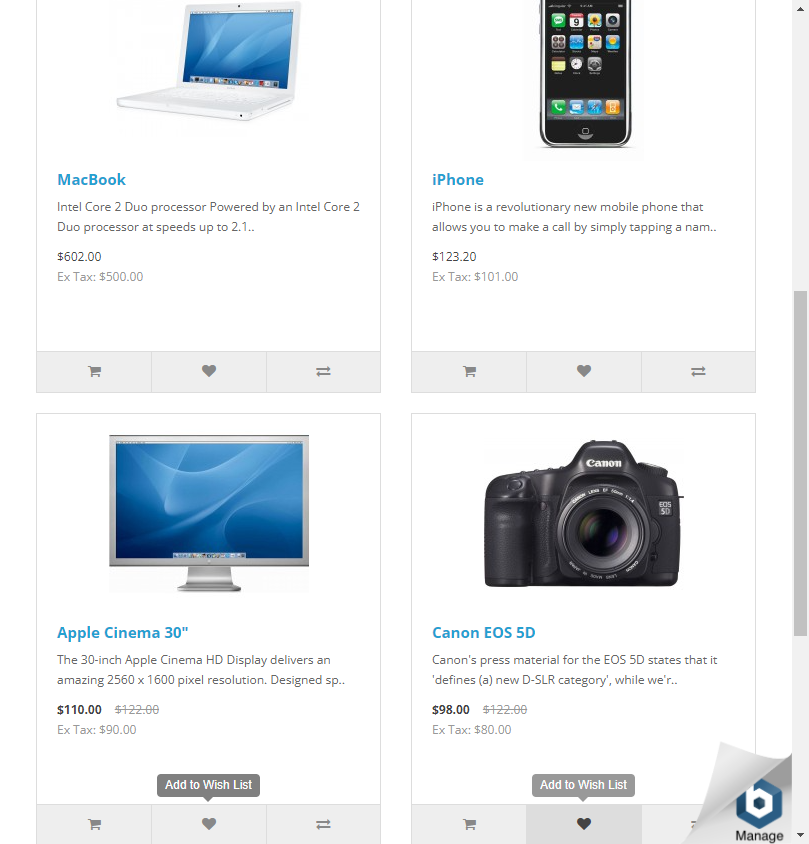 MacBook
Intel Core 2 Duo processor Powered by an Intel Core 2
Duo processor at speeds up to 2.1..
$602.00
Ex Tax: $500.00
iPhone
iPhone is a revolutionary new mobile phone that
allows you to make a call by simply tapping a nam..
$123.20
Ex Tax: $101.00
Apple Cinema 30"
The 30-inch Apple Cinema HD Display delivers an
amazing 2560 x 1600 pixel resolution. Designed sp..
$110.00 $122.00
Ex Tax: $90.00
Add to Wish List
Canon
EOS
5D
Canon EOS 5D
Canon's press material for the EOS 5D states that it
'defines (a) new D-SLR category', while we'r..
$98.00 $122.00
Ex Tax: $80.00
Add to Wish List
Manage